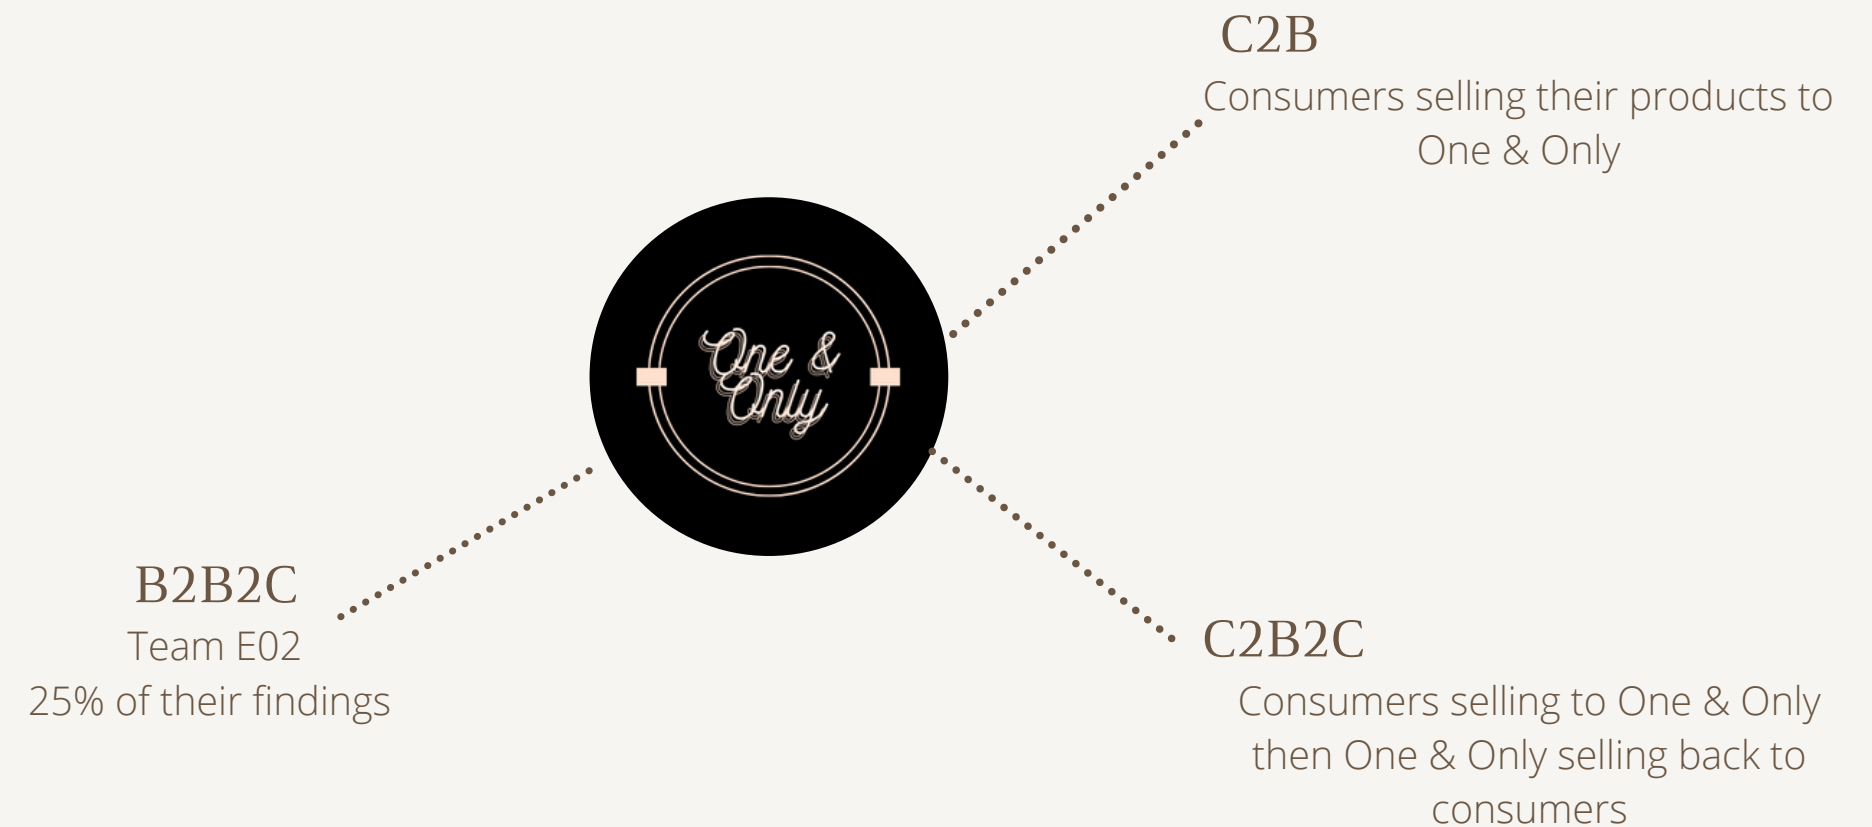 C2B
Consumers selling their products to
One & Only
One &
Only
B2B2C
Team E02
25% of their findings
C2B2C
Consumers selling to One & Only
then One & Only selling back to
consumers